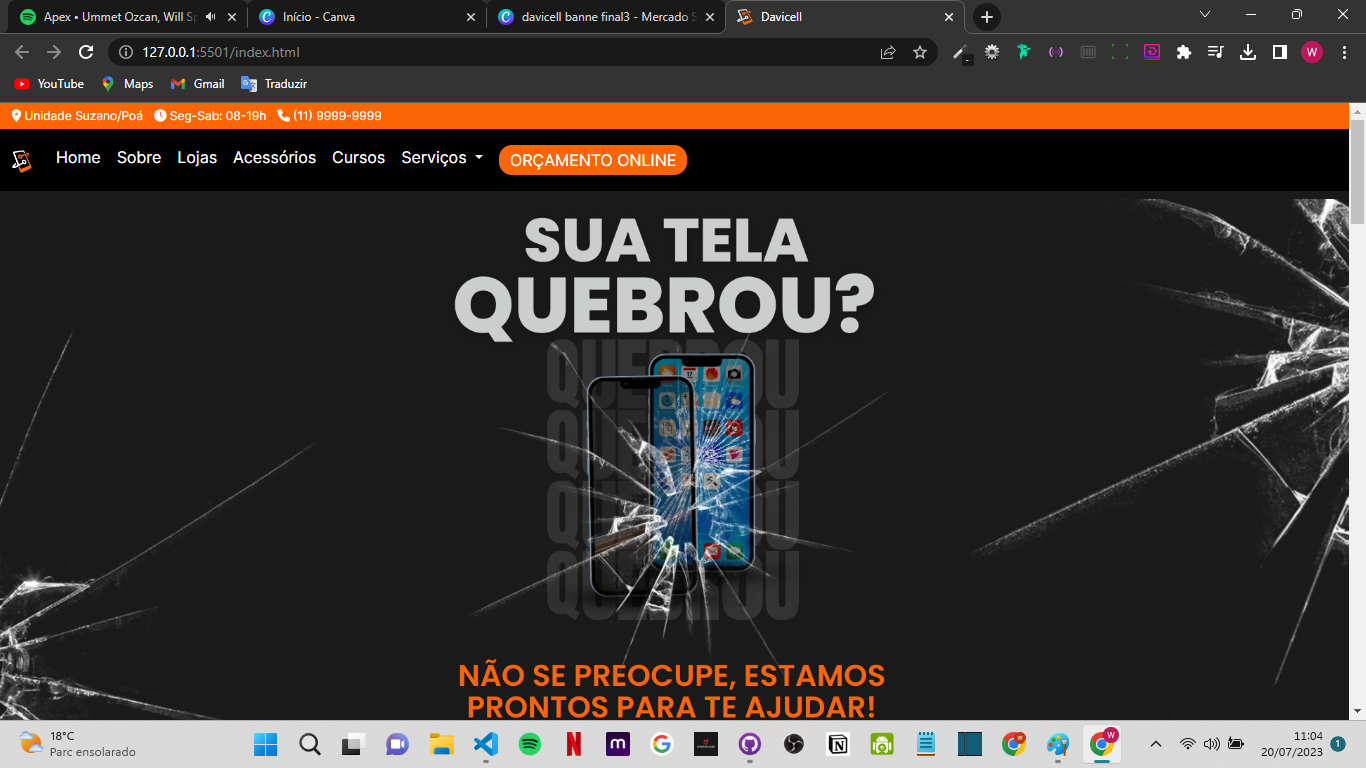 Apex • Ummet Ozcan, Will Sp
Início - Canva
davicell banne final3 - Mercado S
Davicell
127.0.0.1:5501/index.html
W
YouTube
Maps
Gmail
Traduzir
Unidade Suzano/Poá Seg-Sab: 08-19h (11) 9999-9999
Home Sobre Lojas Acessórios Cursos Serviços ORÇAMENTO ONLINE
SUA TELA
QUEBROU?
QUEBROU
QUEBROU
QUEBROU
QUEBROU
17
NÃO SE PREOCUPE, ESTAMOS
PRONTOS PARA TE AJUDAR!
18°C
Parc ensolarado
11:04
20/07/2023
1